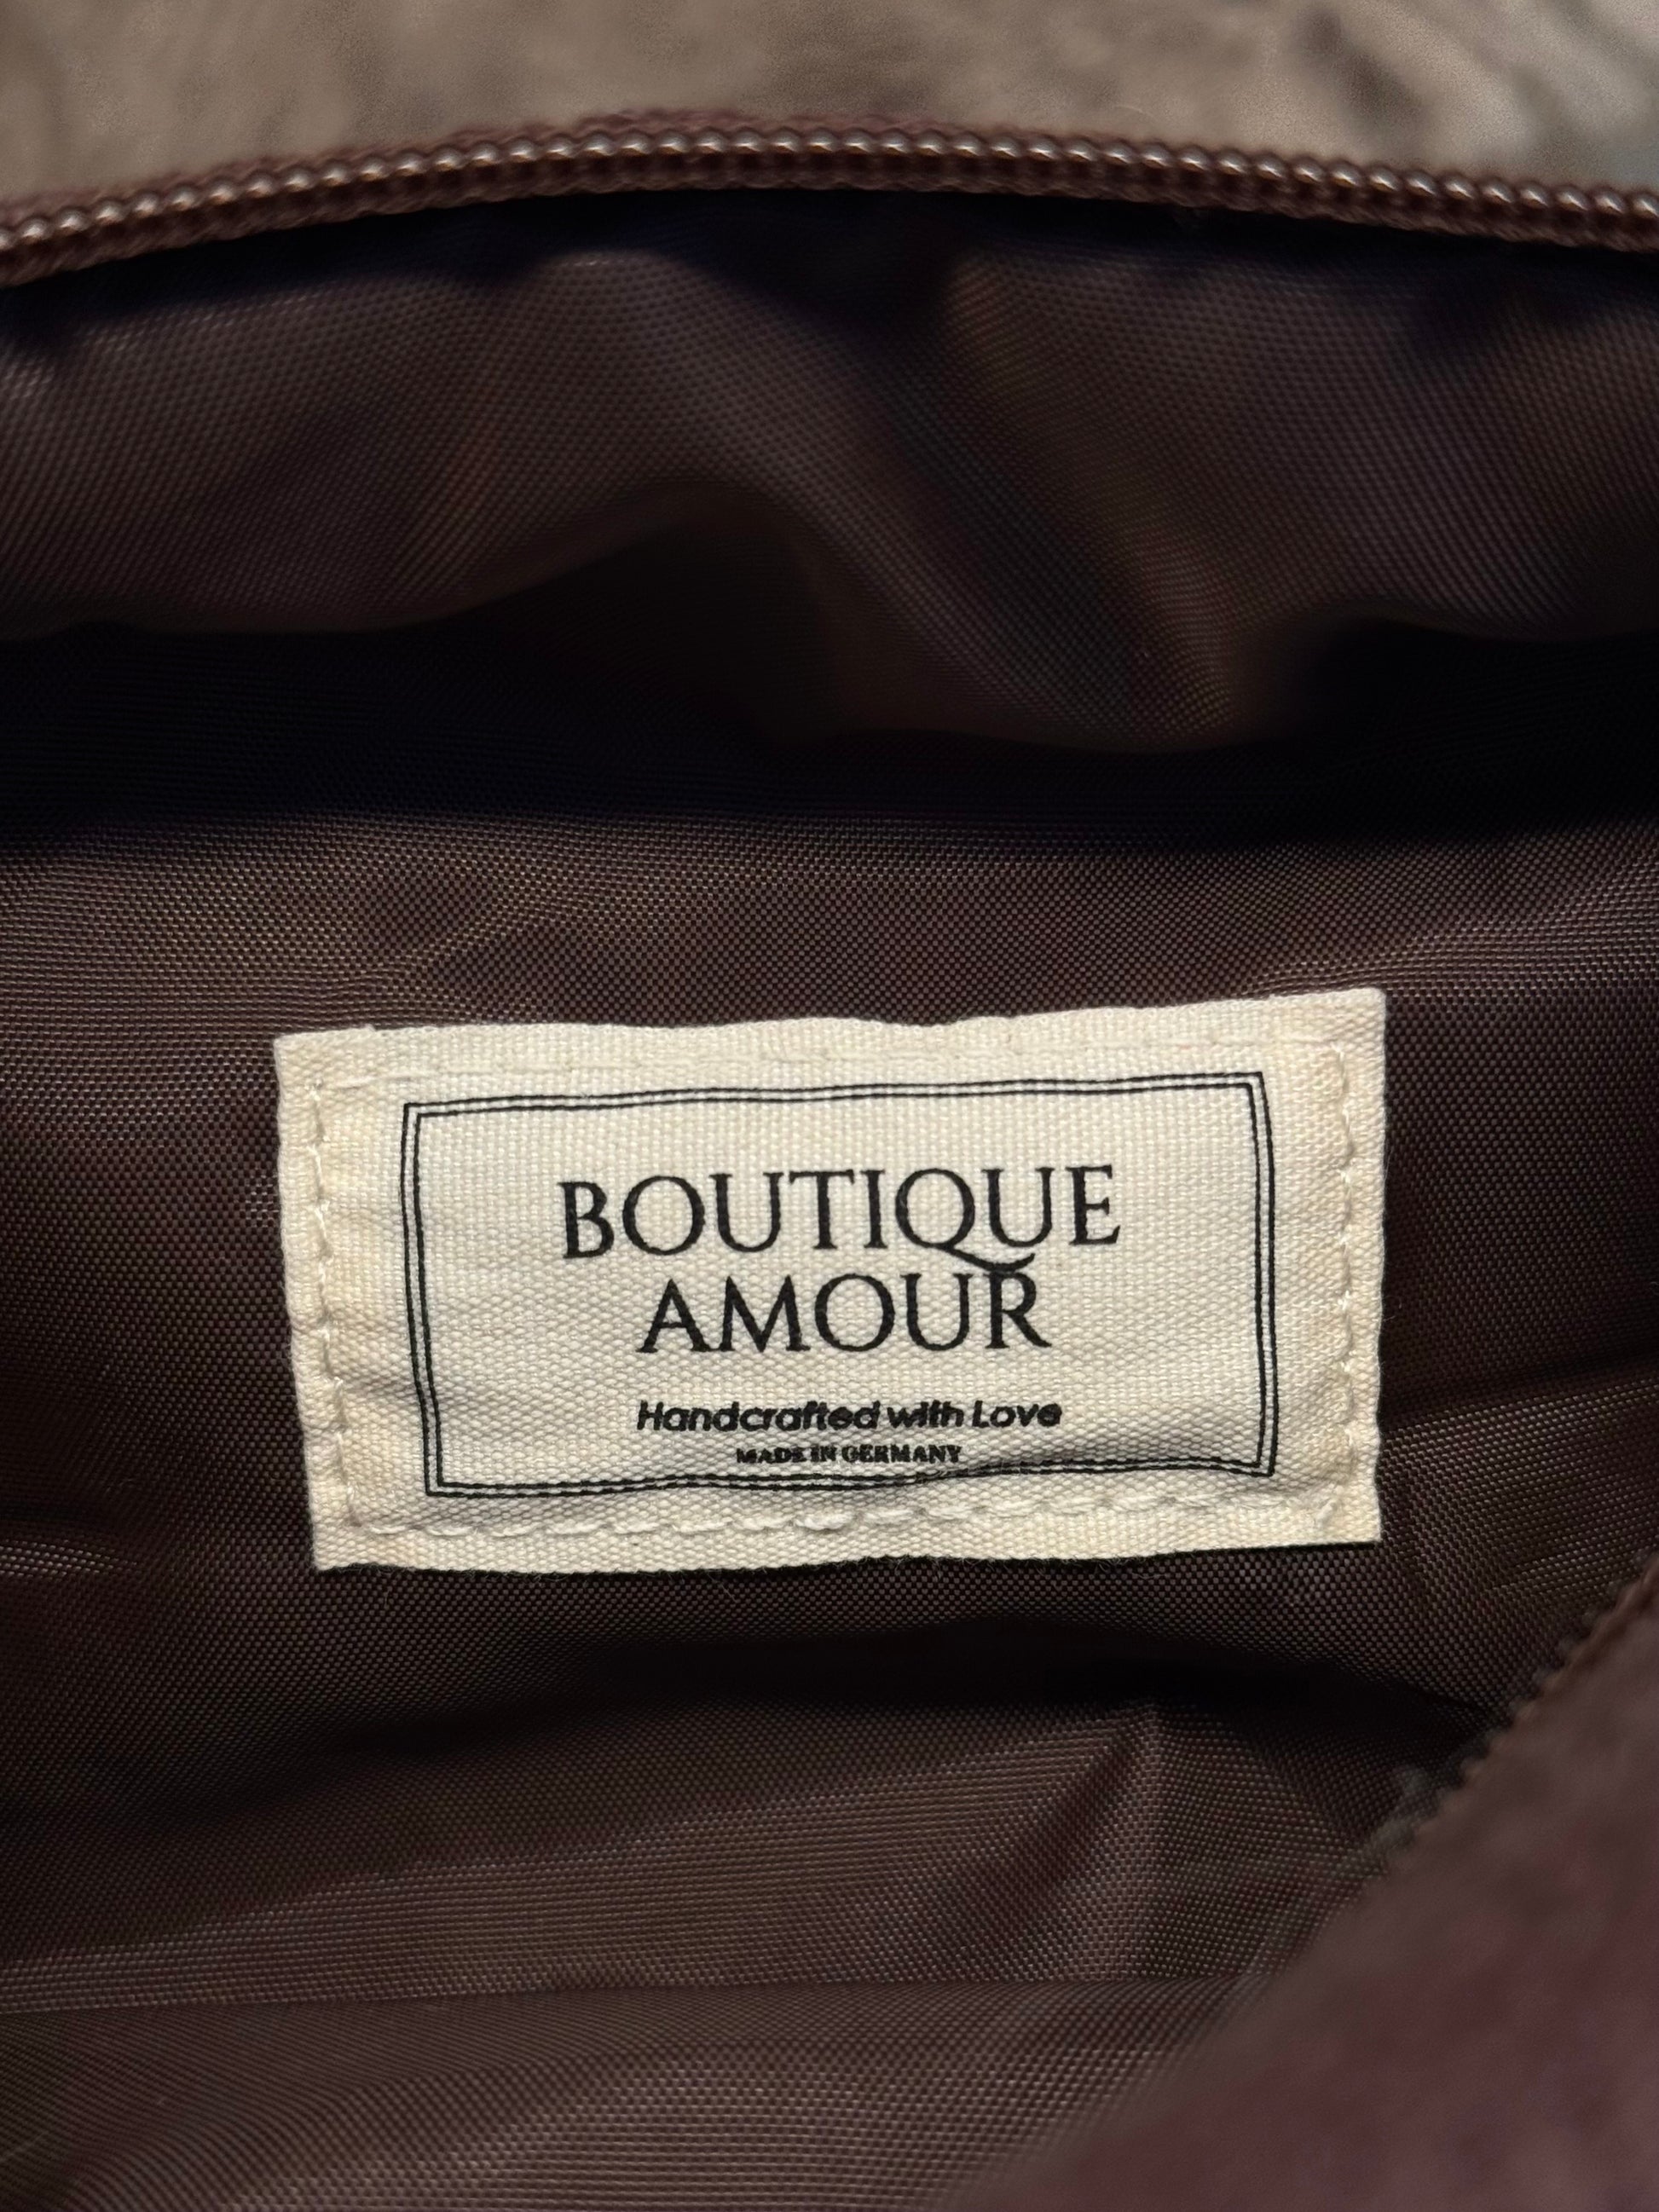 BOUTIQUE
AMOUR
Handcrafted with Love
MADE IN GERMANY